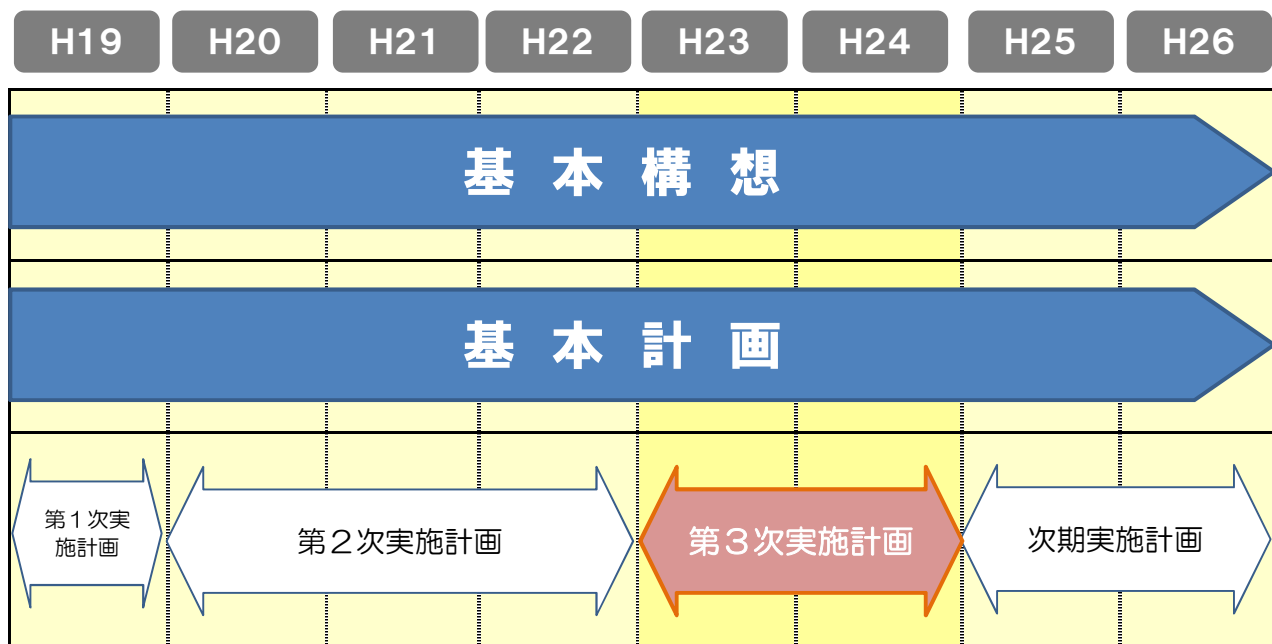 H19 H20 H21 H22 H23 H24 H25 H26
基本構想
基本計画
第１次実
施計画
第２次実施計画
第３次実施計画
次期実施計画